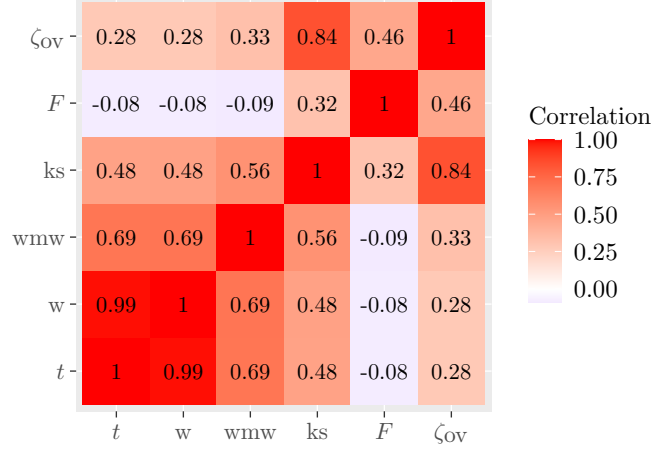 ζov 0.28 0.28 0.33 0.84 0.46 1
F -0.08 -0.08 -0.09 0.32 1 0.46
ks 0.48 0.48 0.56 1 0.32 0.84
wmw 0.69 0.69 1 0.56 -0.09 0.33
w 0.99 1 0.69 0.48 -0.08 0.28
t 1 0.99 0.69 0.48 -0.08 0.28
t w wmw ks F ζov
Correlation
1.00
0.75
0.50
0.25
0.00